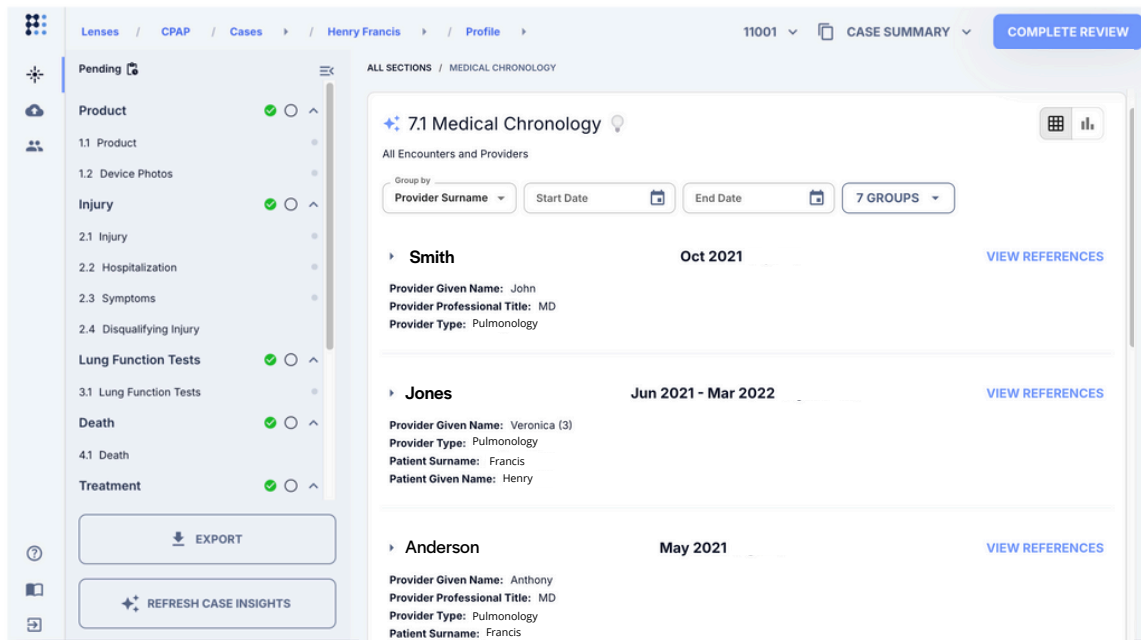 Lenses / CPAP / Cases / Henry Francis / Profile
11001 CASE SUMMARY COMPLETE REVIEW
Pending
Product
1.1 Product
1.2 Device Photos
Injury
2.1 Injury
2.2 Hospitalization
2.3 Symptoms
2.4 Disqualifying Injury
Lung Function Tests
3.1 Lung Function Tests
Death
4.1 Death
Treatment
EXPORT
REFRESH CASE INSIGHTS
ALL SECTIONS / MEDICAL CHRONOLOGY
7.1 Medical Chronology
All Encounters and Providers
Group by
Provider Surname Start Date End Date 7 GROUPS
Smith Oct 2021 VIEW REFERENCES
Provider Given Name: John
Provider Professional Title: MD
Provider Type: Pulmonology
Jones Jun 2021 - Mar 2022 VIEW REFERENCES
Provider Given Name: Veronica (3)
Provider Type: Pulmonology
Patient Surname: Francis
Patient Given Name: Henry
Anderson May 2021 VIEW REFERENCES
Provider Given Name: Anthony
Provider Professional Title: MD
Provider Type: Pulmonology
Patient Surname: Francis